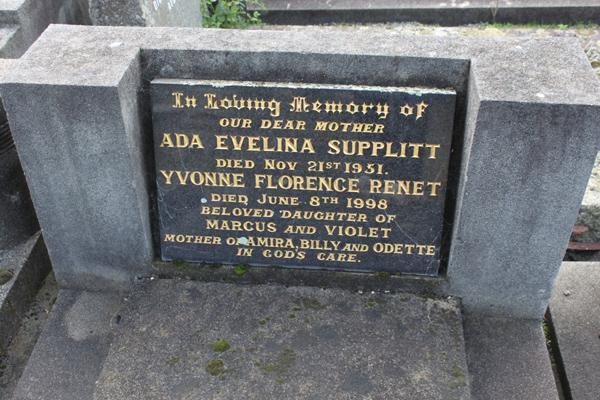 In Loving Memory of
OUR DEAR MOTHER
ADA EVELINA SUPPLITT
DIED NOV 21ST 1931.
YVONNE FLORENCE RENET
DIED JUNE 8TH 1998
BELOVED DAUGHTER OF
MARCUS AND VIOLET
MOTHER OF AMIRA, BILLY AND ODETTE
IN GOD'S CARE.